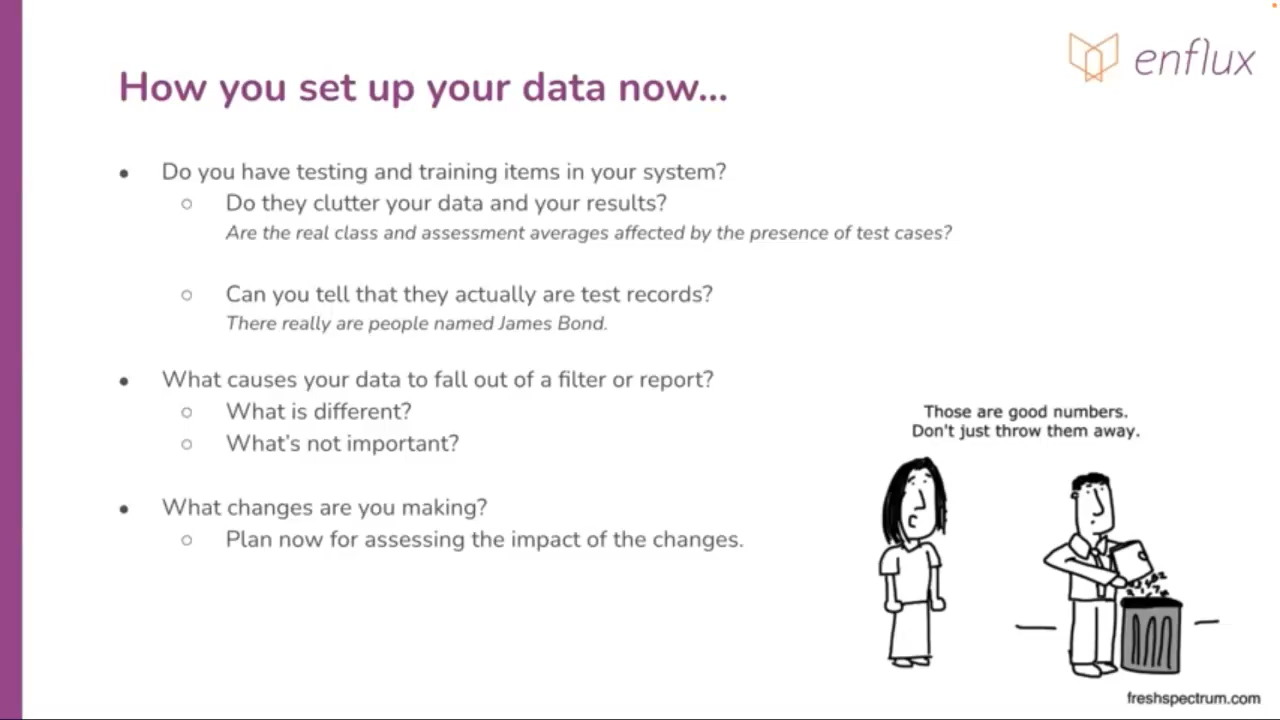 enflux
How you set up your data now...
● Do you have testing and training items in your system?
○ Do they clutter your data and your results?
Are the real class and assessment averages affected by the presence of test cases?
○ Can you tell that they actually are test records?
There really are people named James Bond.
● What causes your data to fall out of a filter or report?
○ What is different?
○ What's not important?
● What changes are you making?
○ Plan now for assessing the impact of the changes.
Those are good numbers.
Don't just throw them away.
freshspectrum.com